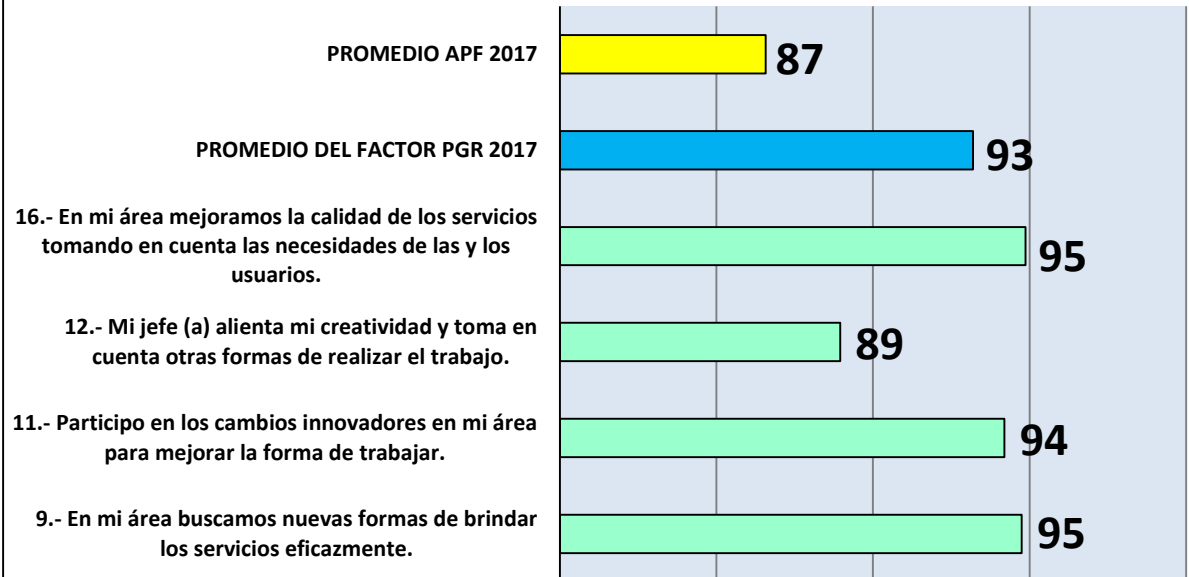 PROMEDIO APF 2017
87
PROMEDIO DEL FACTOR PGR 2017
93
16.- En mi área mejoramos la calidad de los servicios
tomando en cuenta las necesidades de las y los
usuarios.
95
12.- Mi jefe (a) alienta mi creatividad y toma en
cuenta otras formas de realizar el trabajo.
89
11.- Participo en los cambios innovadores en mi área
para mejorar la forma de trabajar.
94
9.- En mi área buscamos nuevas formas de brindar
los servicios eficazmente.
95